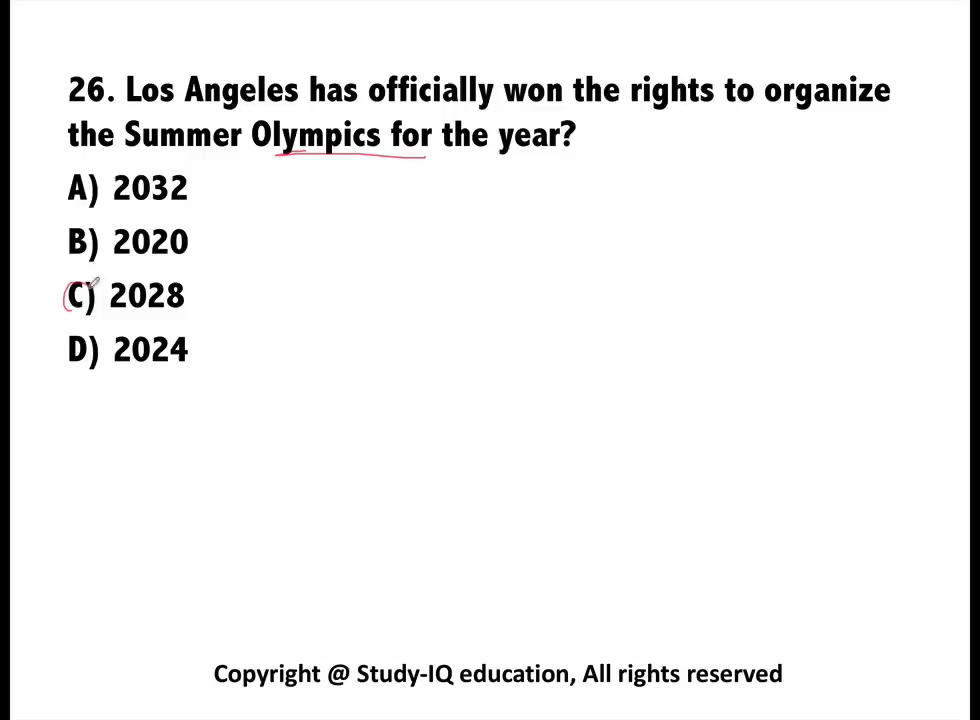 26. Los Angeles has officially won the rights to organize
the Summer Olympics for the year?
A) 2032
B) 2020
C) 2028
D) 2024
Copyright @ Study-IQ education, All rights reserved